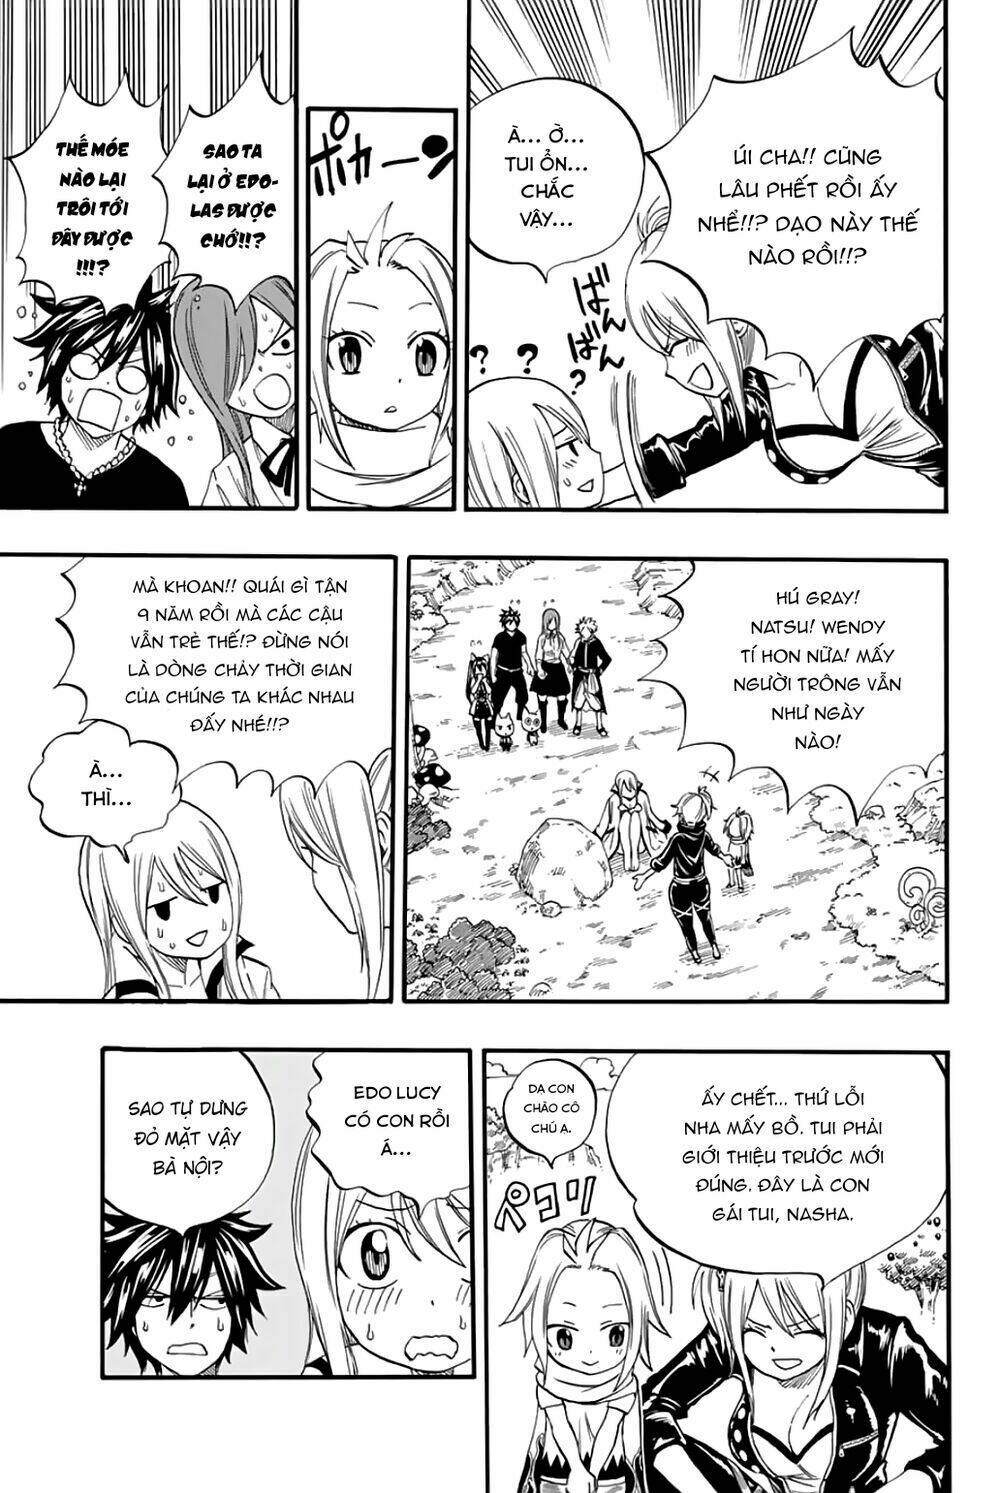 ÚI CHA!! CŨNG
LÂU PHẾT RỒI ẤY
NHỂ!!? DẠO NÀY THẾ
NÀO RỒI!!?
À... Ờ...
TUI ỔN...
CHẮC
VẬY...
ばんばん
? ? ?
ポカーン
SAO TA
LẠI Ở EDO-
LAS ĐƯỢC
CHỚ!!?
THẾ MÓE
NÀO LẠI
TRÔI TỚI
ĐÂY ĐƯỢC
!!!?
HÚ GRAY!
NATSU! WENDY
TÍ HON NỮA! MẤY
NGƯỜI TRÔNG VẪN
NHƯ NGÀY
NÀO!
MÀ KHOAN!! QUÁI GÌ TẬN
9 NĂM RỒI MÀ CÁC CẬU
VẪN TRẺ THẾ!? ĐỪNG NÓI
LÀ DÒNG CHẢY THỜI GIAN
CỦA CHÚNG TA KHÁC NHAU
ĐẤY NHÉ!!?
À...
THÌ...
ẤY CHẾT... THỨ LỖI
NHA MẤY BỒ. TUI PHẢI
GIỚI THIỆU TRƯỚC MỚI
ĐÚNG. ĐÂY LÀ CON
GÁI TUI, NASHA.
DẠ CON
CHÀO CÔ
CHÚ Ạ.
ペコリ
EDO LUCY
CÓ CON RỒI
Á...
SAO TỰ DƯNG
ĐỎ MẶT VẬY
BÀ NỘI?